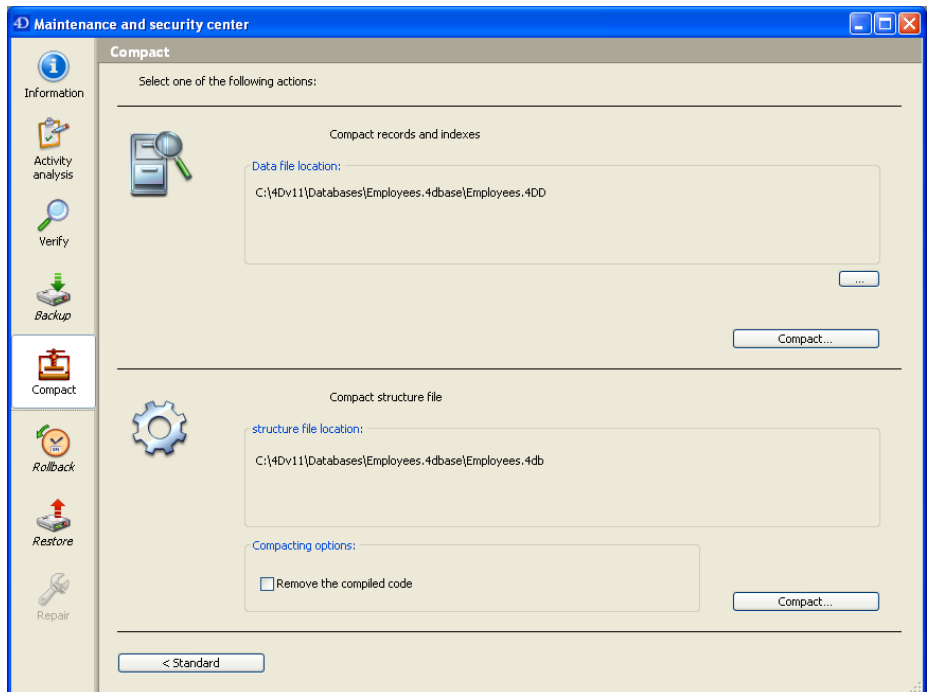 4D Maintenance and security center
Compact
Information
Activity
analysis
Verify
Backup
Compact
Rollback
Restore
Repair
Select one of the following actions:
Compact records and indexes
Data file location:
C:\4Dv11\Databases\Employees.4dbase\Employees.4DD
...
Compact...
Compact structure file
structure file location:
C:\4Dv11\Databases\Employees.4dbase\Employees.4db
Compacting options:
Remove the compiled code
Compact...
< Standard